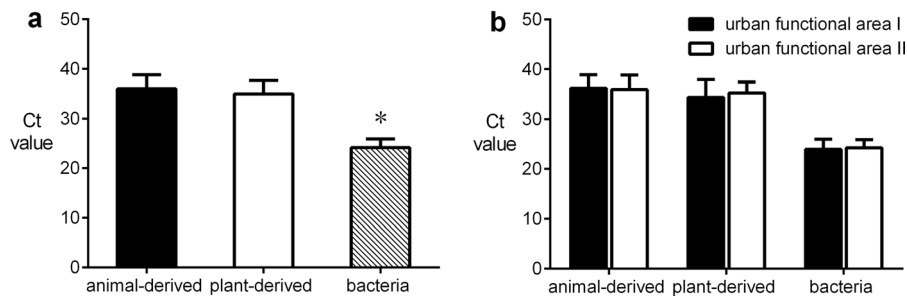 a
50
40
30
20
10
0
Ct
value
*
animal-derived plant-derived bacteria
b
urban functional area I
urban functional area II
50
40
30
20
10
0
Ct
value
animal-derived plant-derived bacteria